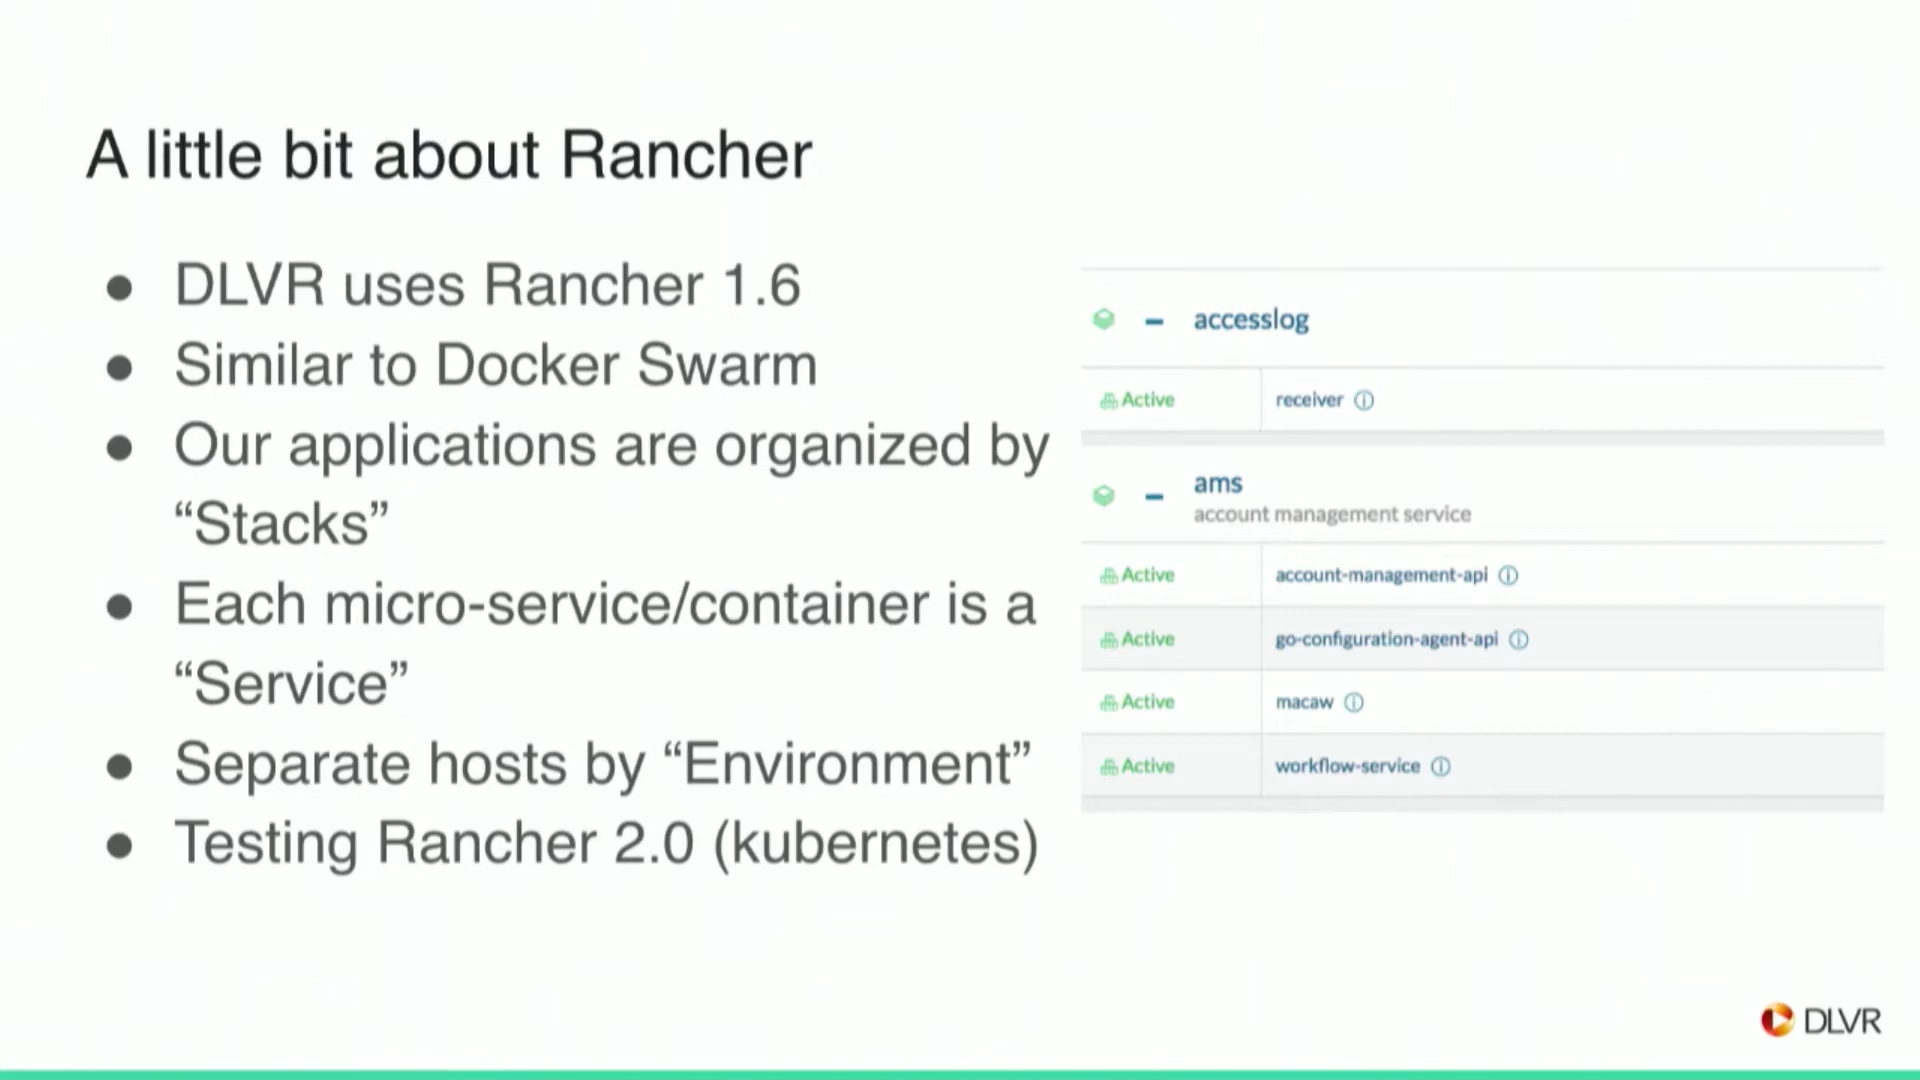 A little bit about Rancher
● DLVR uses Rancher 1.6
● Similar to Docker Swarm
● Our applications are organized by
“Stacks”
● Each micro-service/container is a
“Service”
● Separate hosts by “Environment”
● Testing Rancher 2.0 (kubernetes)
accesslog
Active receiver
ams
account management service
Active account-management-api
Active go-configuration-agent-api
Active macaw
Active workflow-service
DLVR